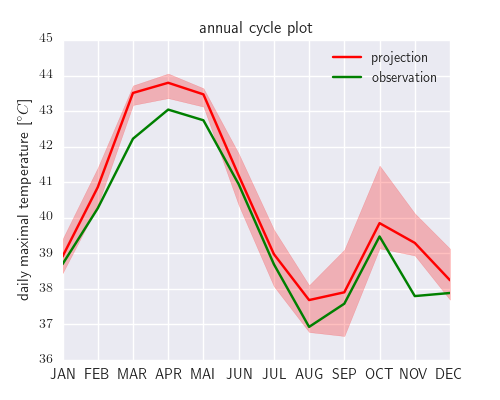 annual cycle plot
projection
observation
daily maximal temperature [°C]
45
44
43
42
41
40
39
38
37
36
JAN FEB MAR APR MAI JUN JUL AUG SEP OCT NOV DEC